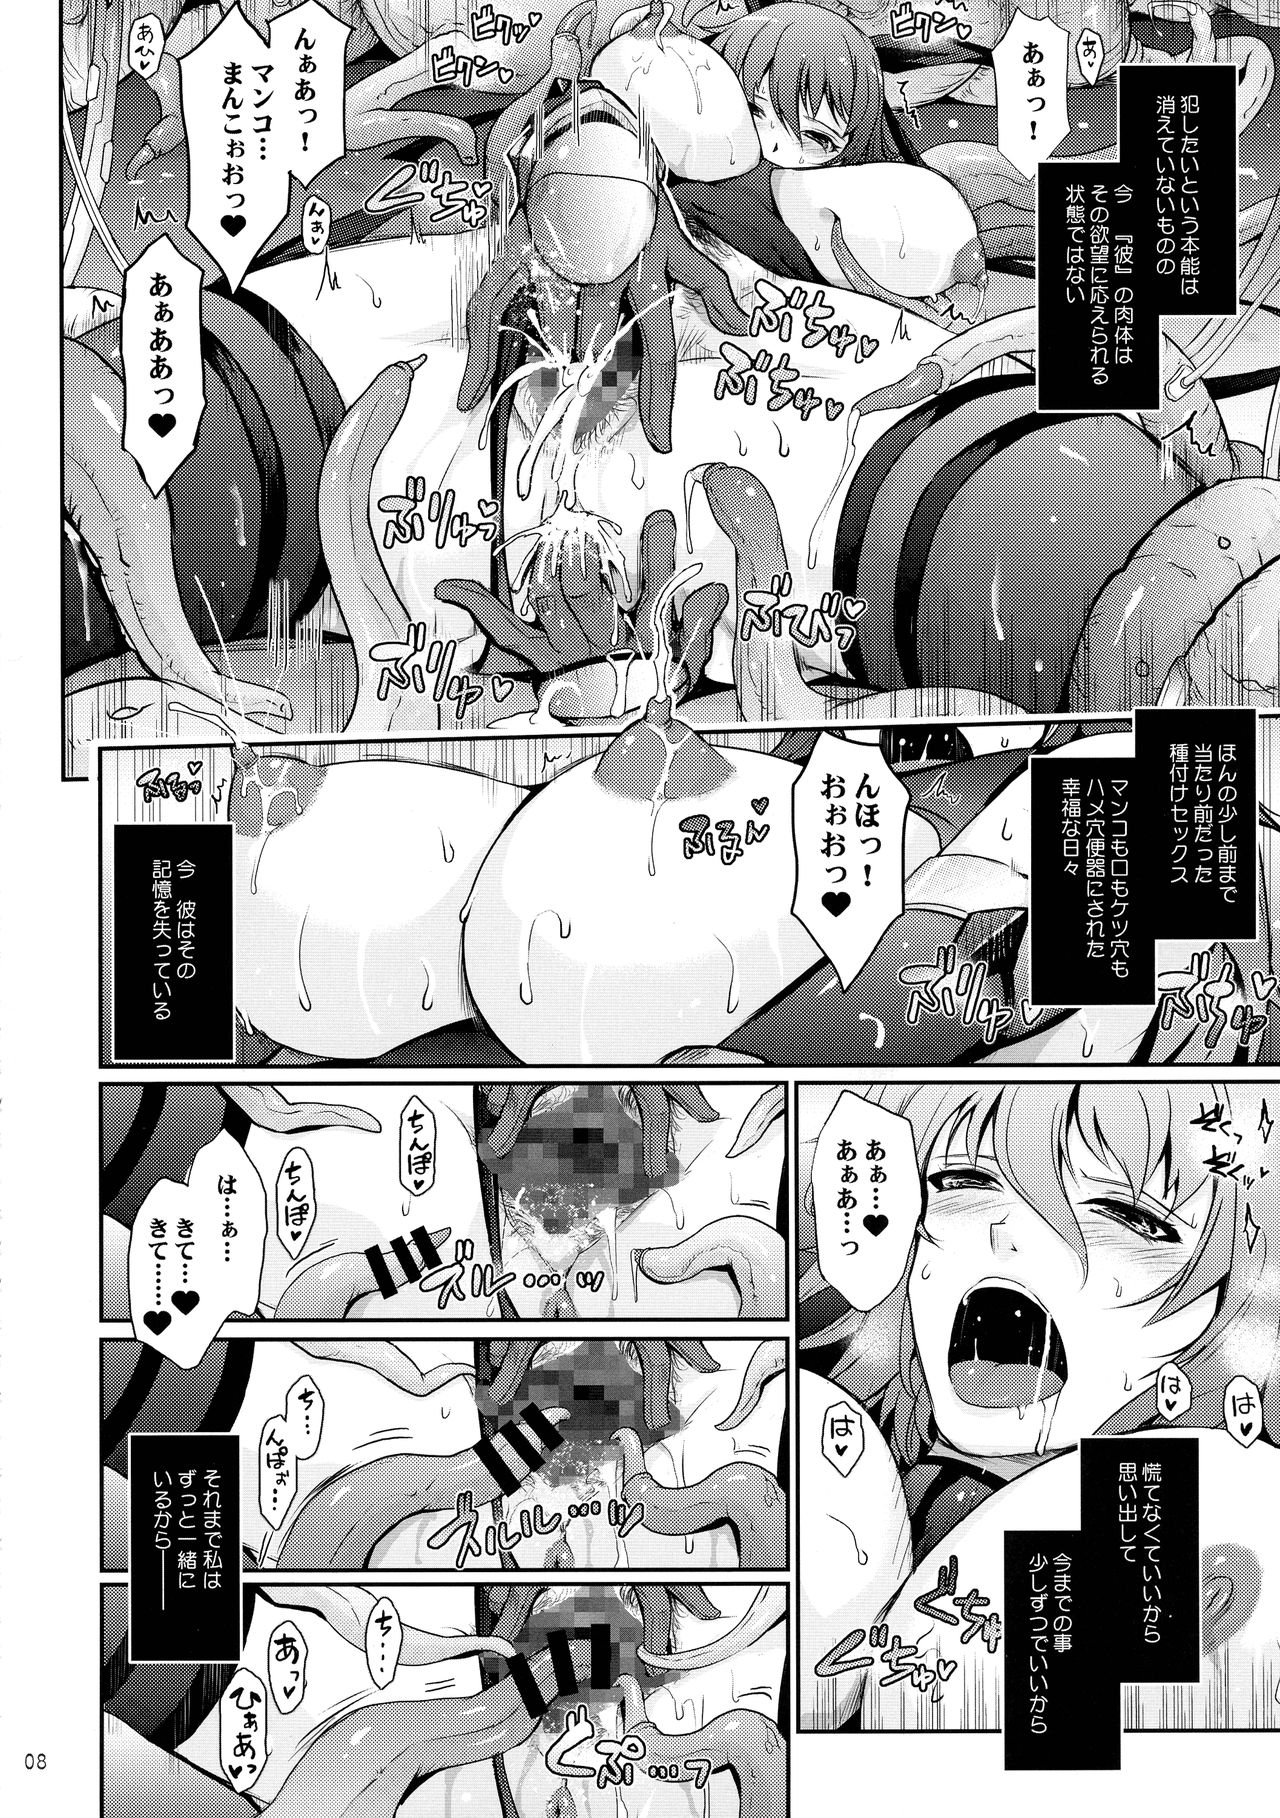 犯したいという本能は
消えていないものの
今　『彼』の肉体は
その欲望に応えられる
状態ではない
あ♥
あぁっ！
ビクッ♥
ビクン♥
んぁあっ！
マンコ…
まんこぉおっ♥
あひ♥
ぐちゅ♥
んぁ♥
あぁああっ♥
ぶちゅ♥
ぶちゅ♥
ぶりゅっ
ぶびっ♥
ぶりゅ
ほんの少し前まで
当たり前だった
種付けセックス
マンコも口もケツ穴も
ハメ穴便器にされた
幸福な日々
んほっ！
おぉおっ♥
ぶちゅ♥
ぶりゅ♥
ぶるん♥
今　彼はその
記憶を失っている
あぁ…♥
あぁあ…っ
は♥
は♥
は♥
慌てなくていいから
思い出して
今までの事
少しずつでいいから
ぐちゅ♥
ぐちゅ♥
ちんぽ♥
ちんぽ♥
は…ぁ…
きて…♥
きて……♥
ズル…ッ
ち…
んぽぉ…
ズルルル…ッ
それまで私は
ずっと一緒に
いるから――
ち…
あっ♥
ひぁあっ
ぐぷ…ッ
08